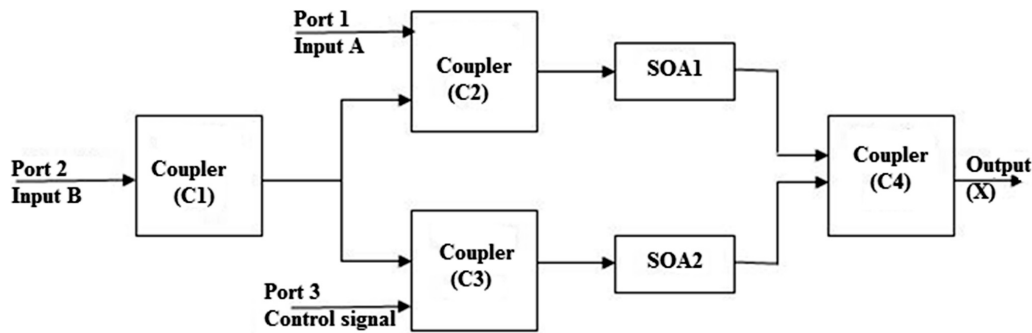 Port 1
Input A
Coupler
(C2)
SOA1
Port 2
Input B
Coupler
(C1)
Coupler
(C4)
Output
(X)
Coupler
(C3)
SOA2
Port 3
Control signal